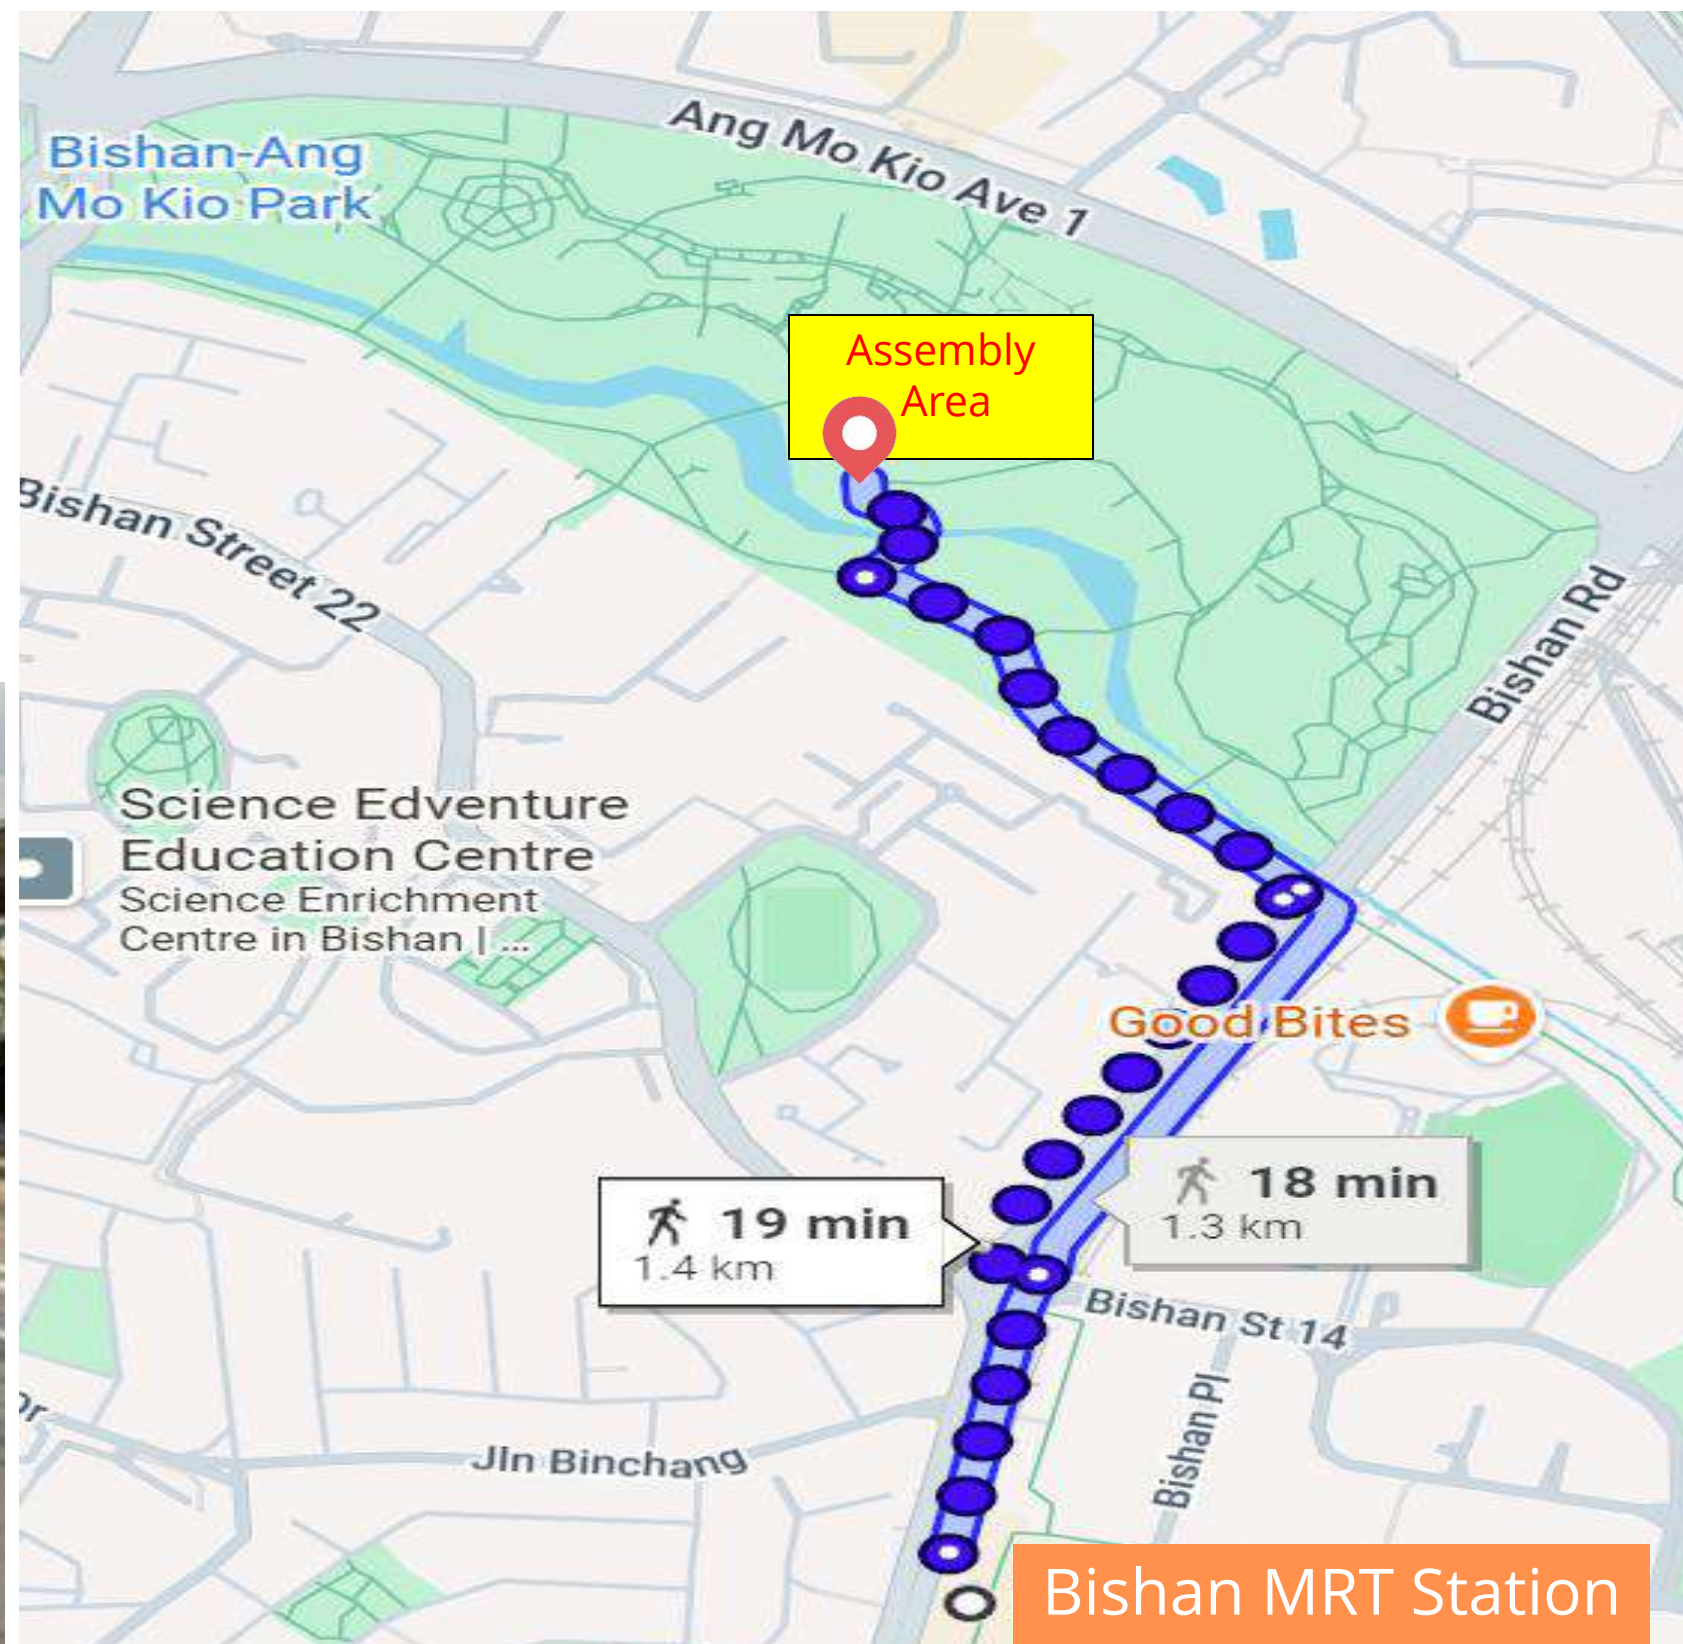 Ang Mo Kio Ave 1
Bishan-Ang
Mo Kio Park
Assembly
Area
Bishan Street 22
Bishan Rd
Science Edventure
Education Centre
Science Enrichment
Centre in Bishan | ...
Good Bites
18 min
1.3 km
19 min
1.4 km
Bishan St 14
Bishan Pl
or
Jln Binchang
Bishan MRT Station